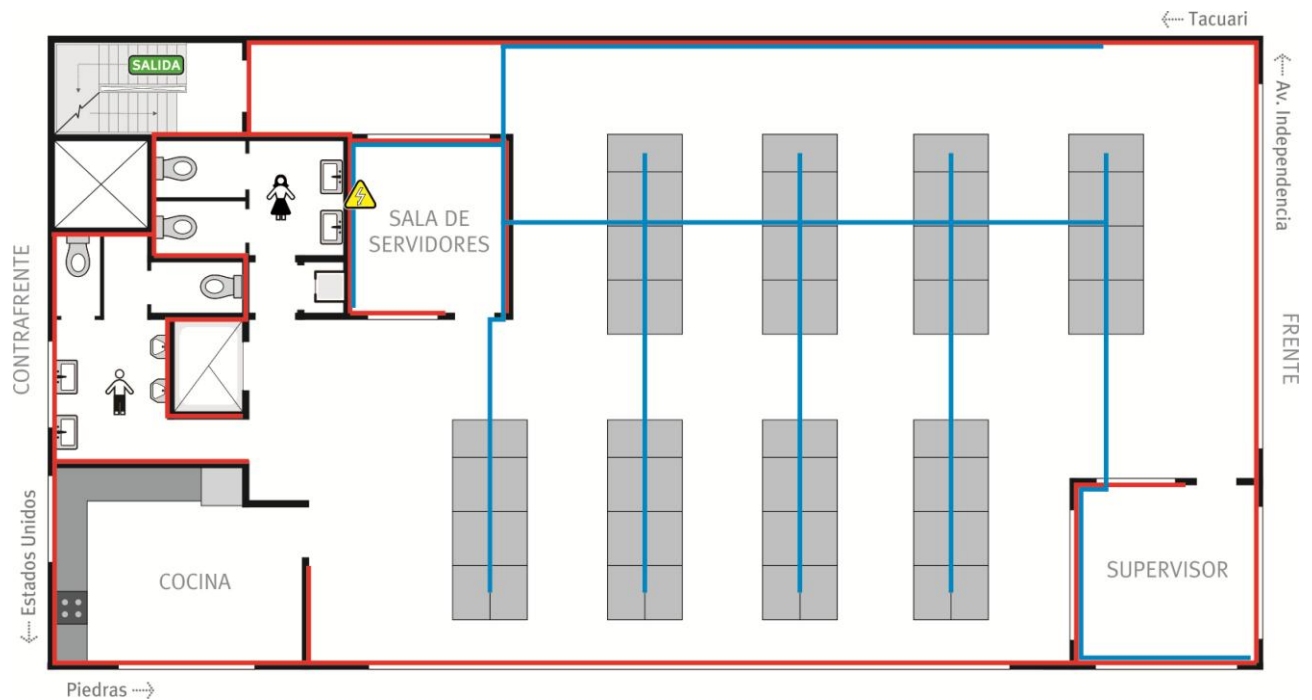 Tacuari
SALIDA
Av. Independencia
SALA DE
SERVIDORES
CONTRAFRENTE
FRENTE
Estados Unidos
COCINA
SUPERVISOR
Piedras